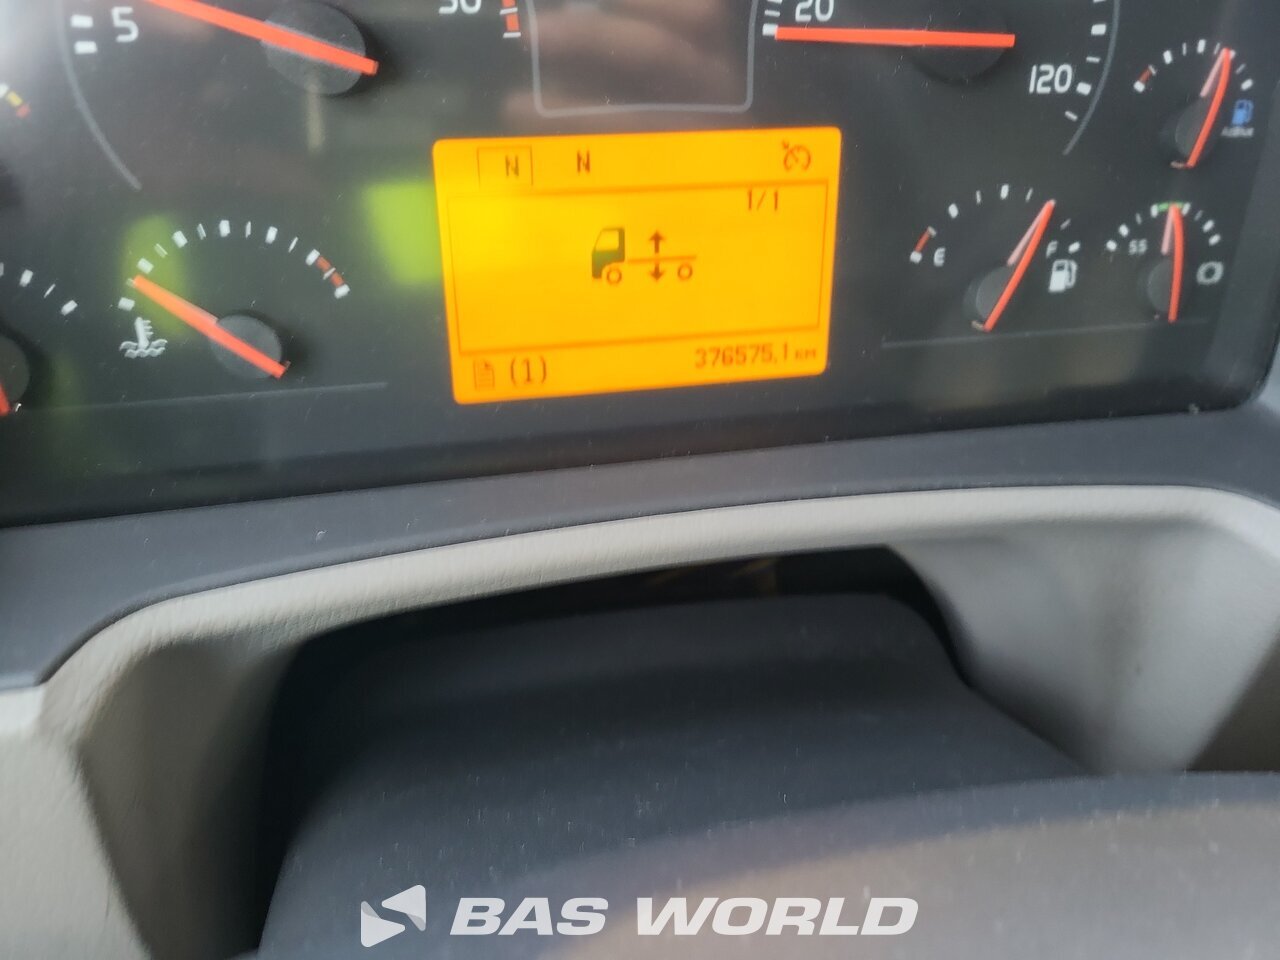 5
30
20
120
AdBlue
N N
1/1
E
F
55
(1)
376575.1 KM
BAS WORLD